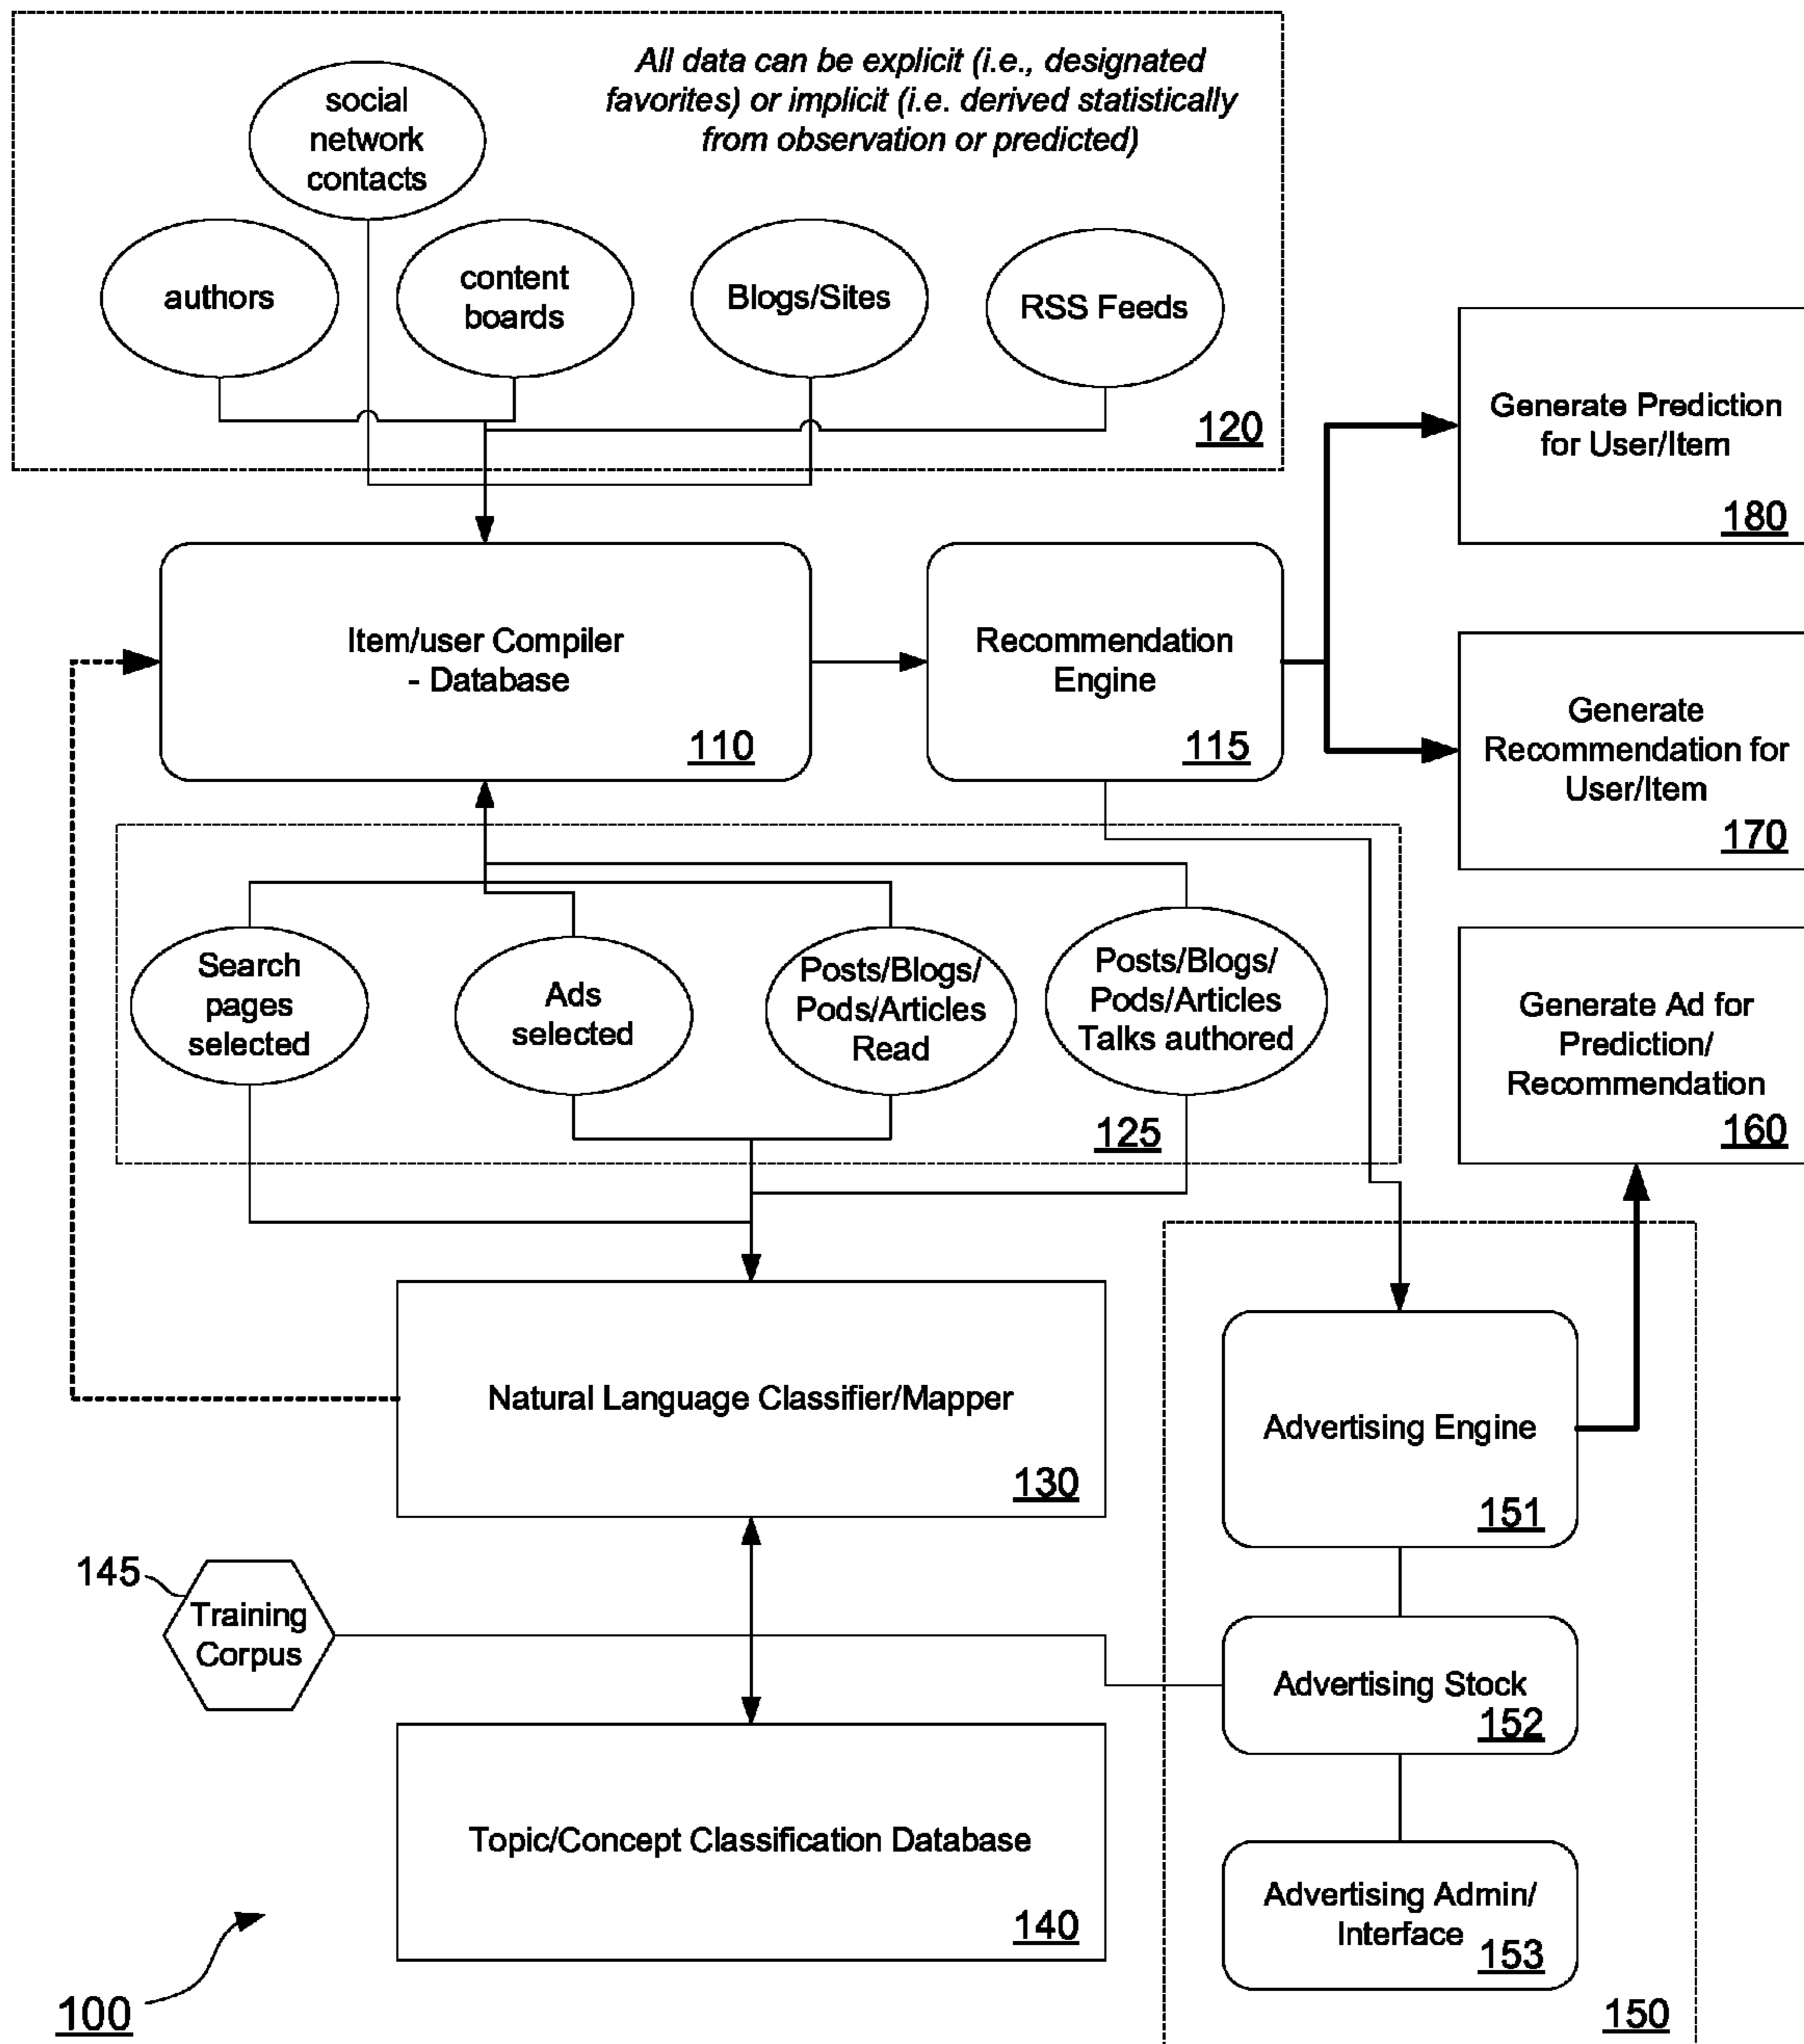 All data can be explicit (i.e., designated
favorites) or implicit (i.e. derived statistically
from observation or predicted)
social
network
contacts
authors
content
boards
Blogs/Sites
RSS Feeds
120
Generate Prediction
for User/Item
180
Item/user Compiler
- Database
110
Recommendation
Engine
115
Generate
Recommendation for
User/Item
170
Search
pages
selected
Ads
selected
Posts/Blogs/
Pods/Articles
Read
Posts/Blogs/
Pods/Articles
Talks authored
125
Generate Ad for
Prediction/
Recommendation
160
Natural Language Classifier/Mapper
130
Advertising Engine
151
145
Training
Corpus
Advertising Stock
152
Topic/Concept Classification Database
140
Advertising Admin/
Interface
153
100
150